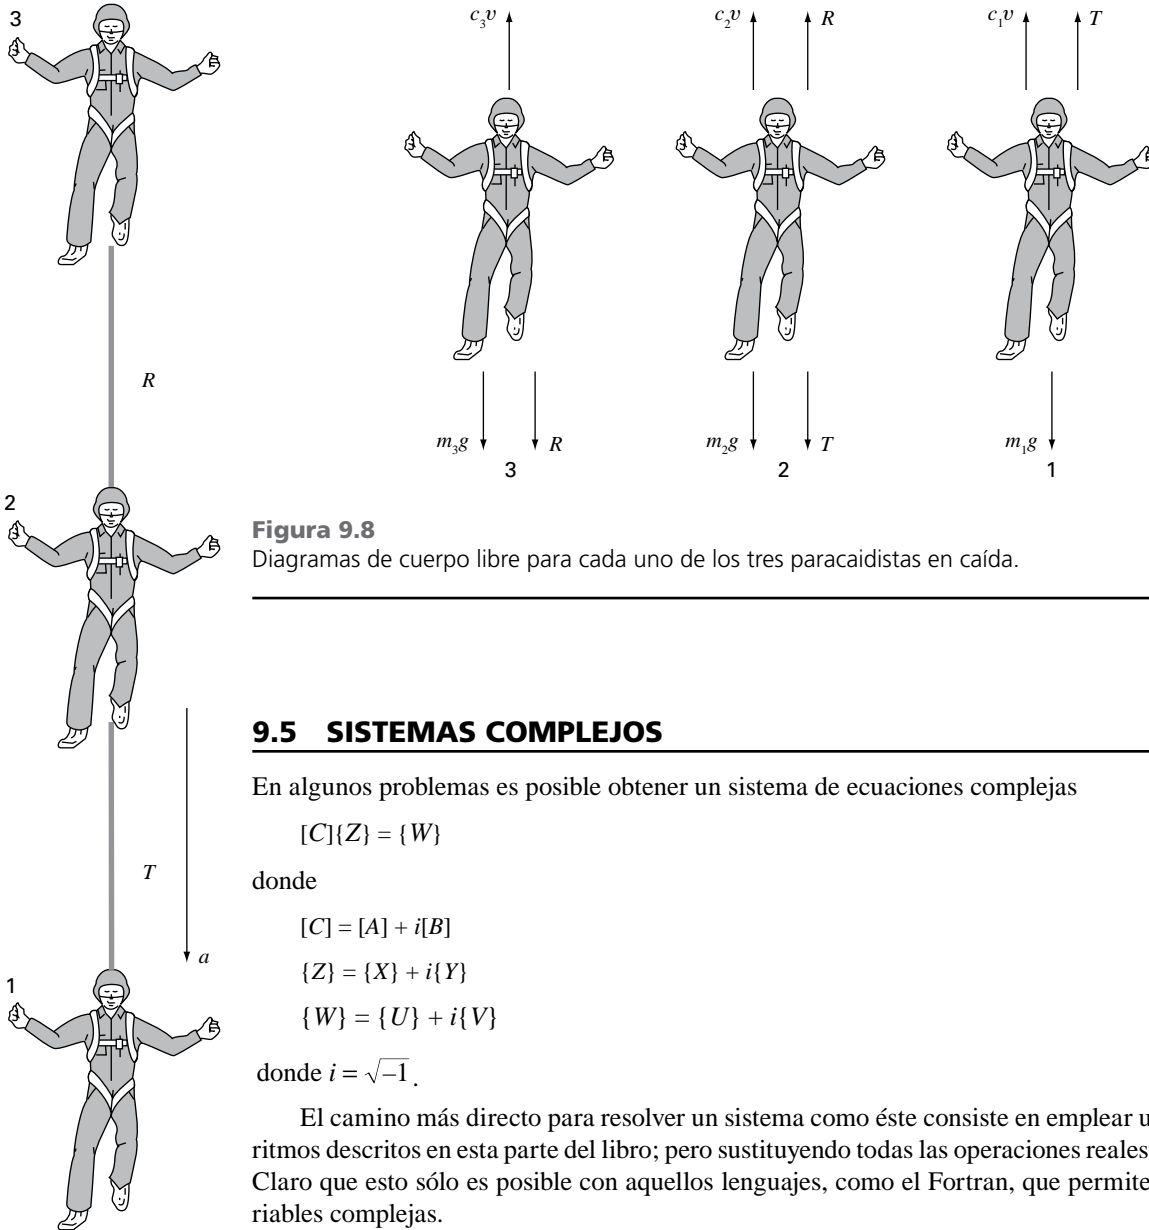 3
R
2
T
a
1
c₃v
c₂v R
c₁v T
m₃g R
m₂g T
m₁g
3 2 1
Figura 9.8
Diagramas de cuerpo libre para cada uno de los tres paracaidistas en caída.
9.5 SISTEMAS COMPLEJOS
En algunos problemas es posible obtener un sistema de ecuaciones complejas
[C]{Z} = {W}
donde
[C] = [A] + i[B]
{Z} = {X} + i{Y}
{W} = {U} + i{V}
donde i = √–1.
El camino más directo para resolver un sistema como éste consiste en emplear u
ritmos descritos en esta parte del libro; pero sustituyendo todas las operaciones reales
Claro que esto sólo es posible con aquellos lenguajes, como el Fortran, que permite
riables complejas.